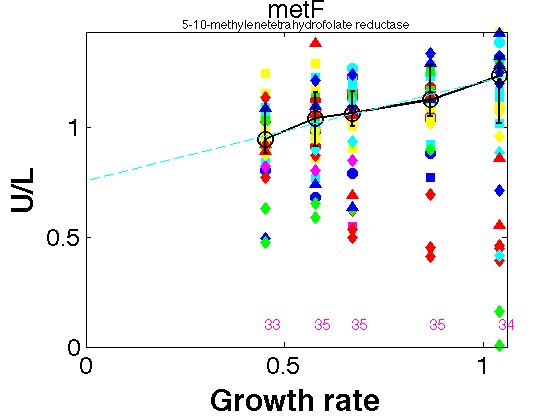 metF
5-10-methylenetetrahydrofolate reductase
U/L
1
0.5
0
33 35 35 35 34
0 0.5 1
Growth rate